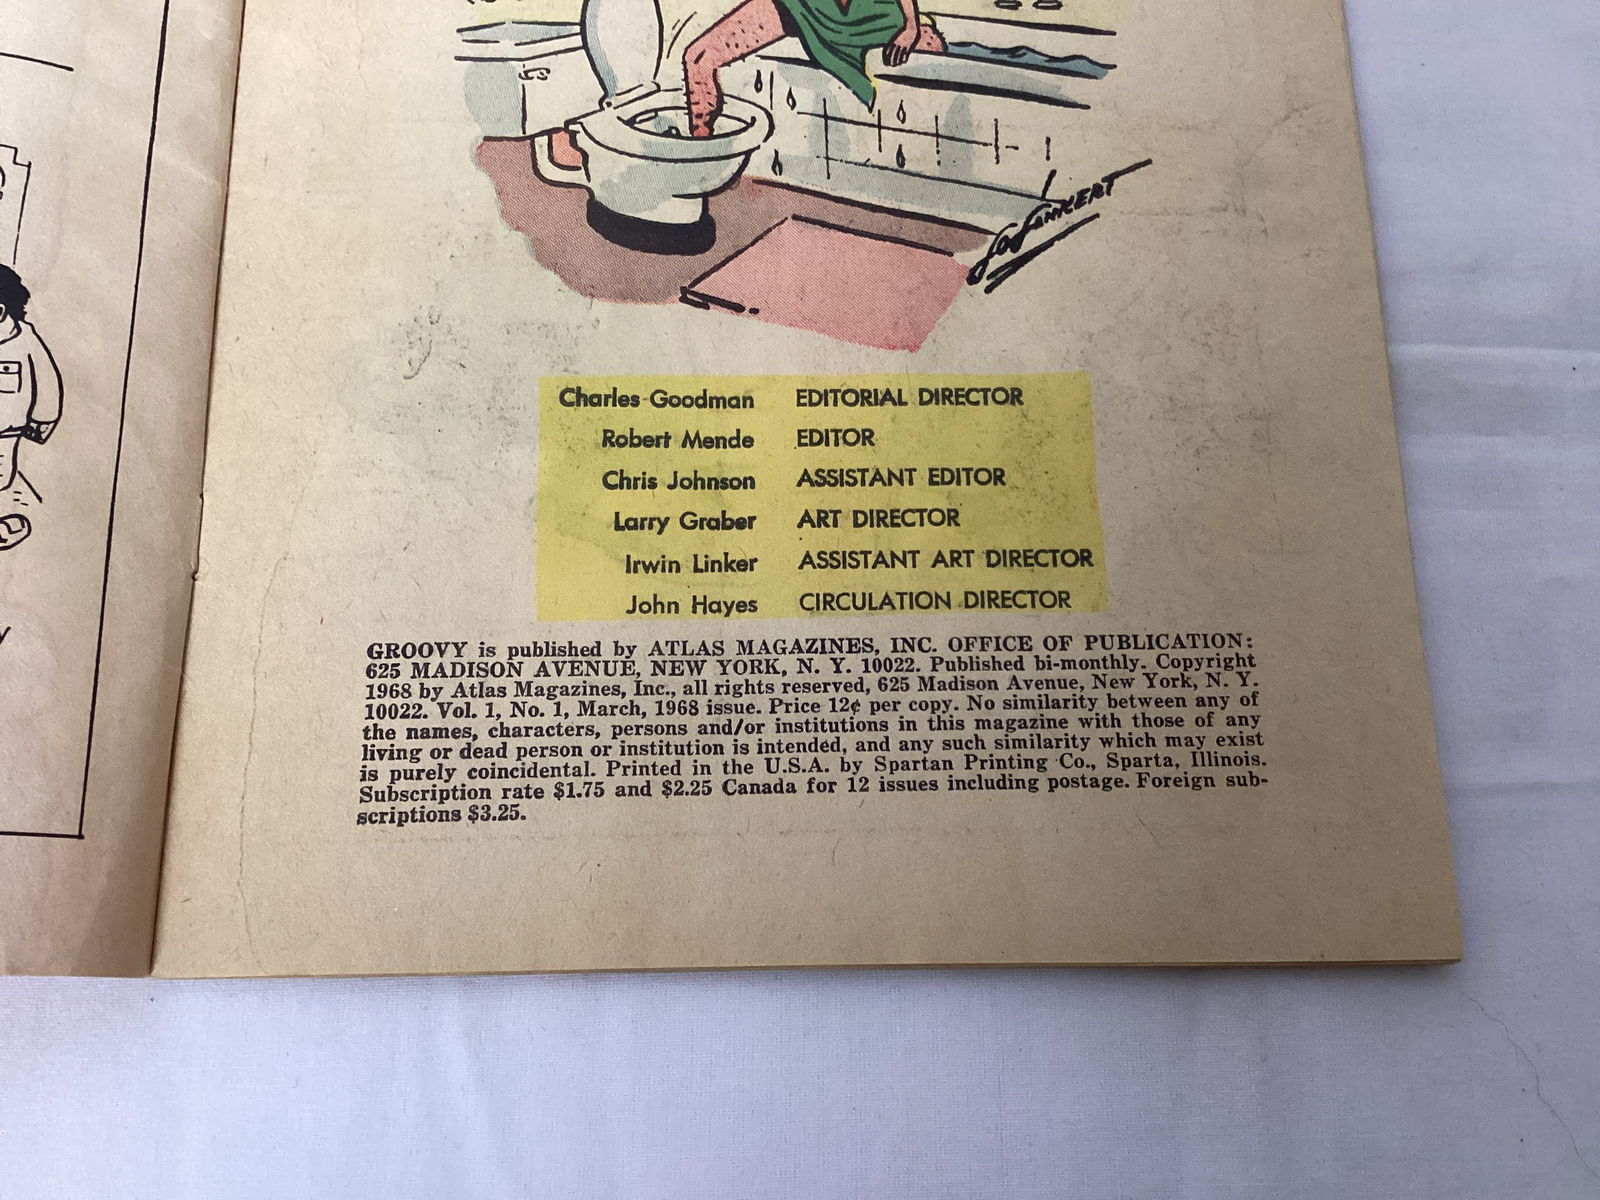 Charles Goodman EDITORIAL DIRECTOR
Robert Mende EDITOR
Chris Johnson ASSISTANT EDITOR
Larry Graber ART DIRECTOR
Irwin Linker ASSISTANT ART DIRECTOR
John Hayes CIRCULATION DIRECTOR
GROOVY is published by ATLAS MAGAZINES, INC. OFFICE OF PUBLICATION:
625 MADISON AVENUE, NEW YORK, N. Y. 10022. Published bi-monthly. Copyright
1968 by Atlas Magazines, Inc., all rights reserved, 625 Madison Avenue, New York, N. Y.
10022. Vol. 1, No. 1, March, 1968 issue. Price 12¢ per copy. No similarity between any of
the names, characters, persons and/or institutions in this magazine with those of any
living or dead person or institution is intended, and any such similarity which may exist
is purely coincidental. Printed in the U.S.A. by Spartan Printing Co., Sparta, Illinois.
Subscription rate $1.75 and $2.25 Canada for 12 issues including postage. Foreign sub-
scriptions $3.25.